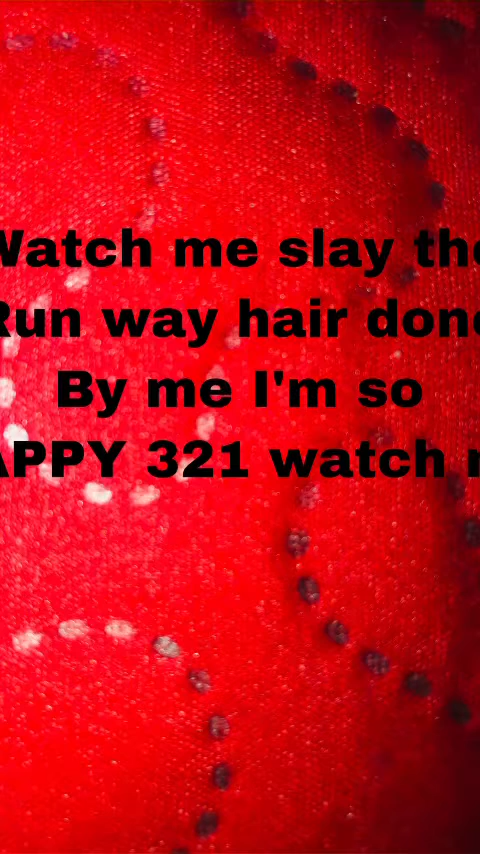 Watch me slay the
Run way hair done
By me I'm so
APPY 321 watch